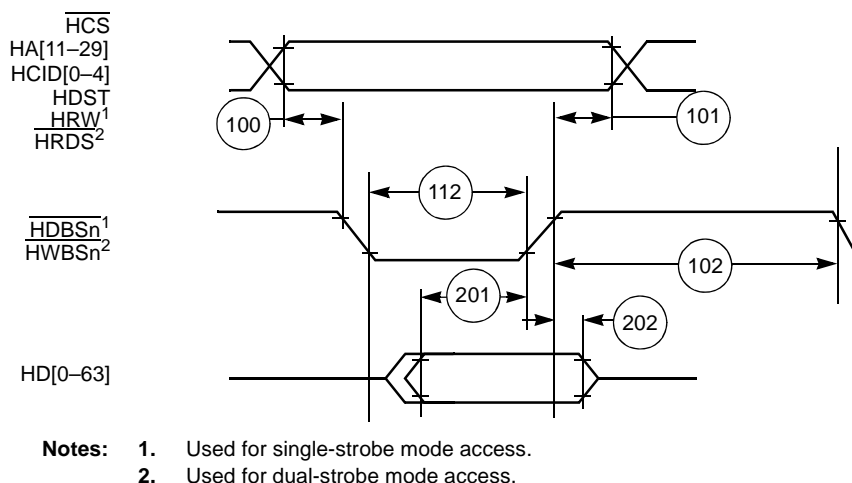 HCS
HA[11–29]
HCID[0–4]
HDST
HRW1
HRDS2
100
101
112
HDBSn1
HWBSn2
102
201
202
HD[0–63]
Notes: 1. Used for single-strobe mode access.
2. Used for dual-strobe mode access.